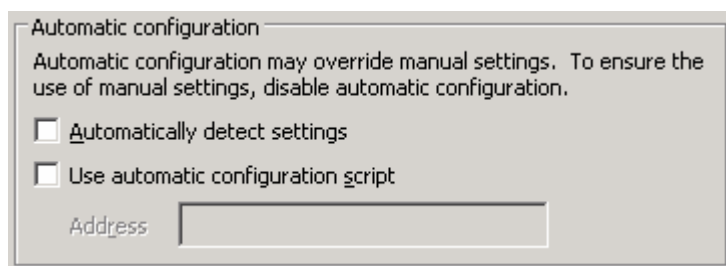 Automatic configuration
Automatic configuration may override manual settings.  To ensure the
use of manual settings, disable automatic configuration.
Automatically detect settings
Use automatic configuration script
Address